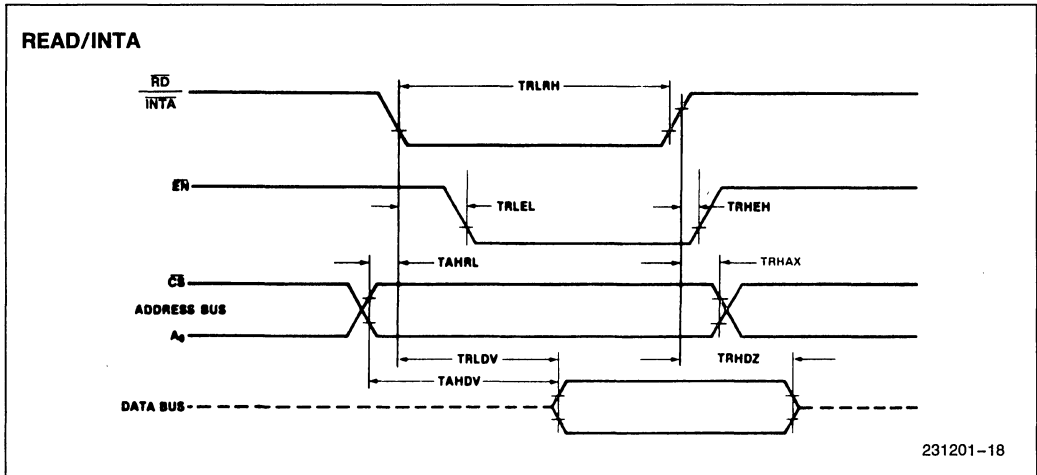 READ/INTA
RD
INTA
TRLRH
EN
TRLEL
TRHEH
TAHRL
TRHAX
CS
ADDRESS BUS
A0
TRLDV
TRHDZ
TAHDV
DATA BUS
231201-18